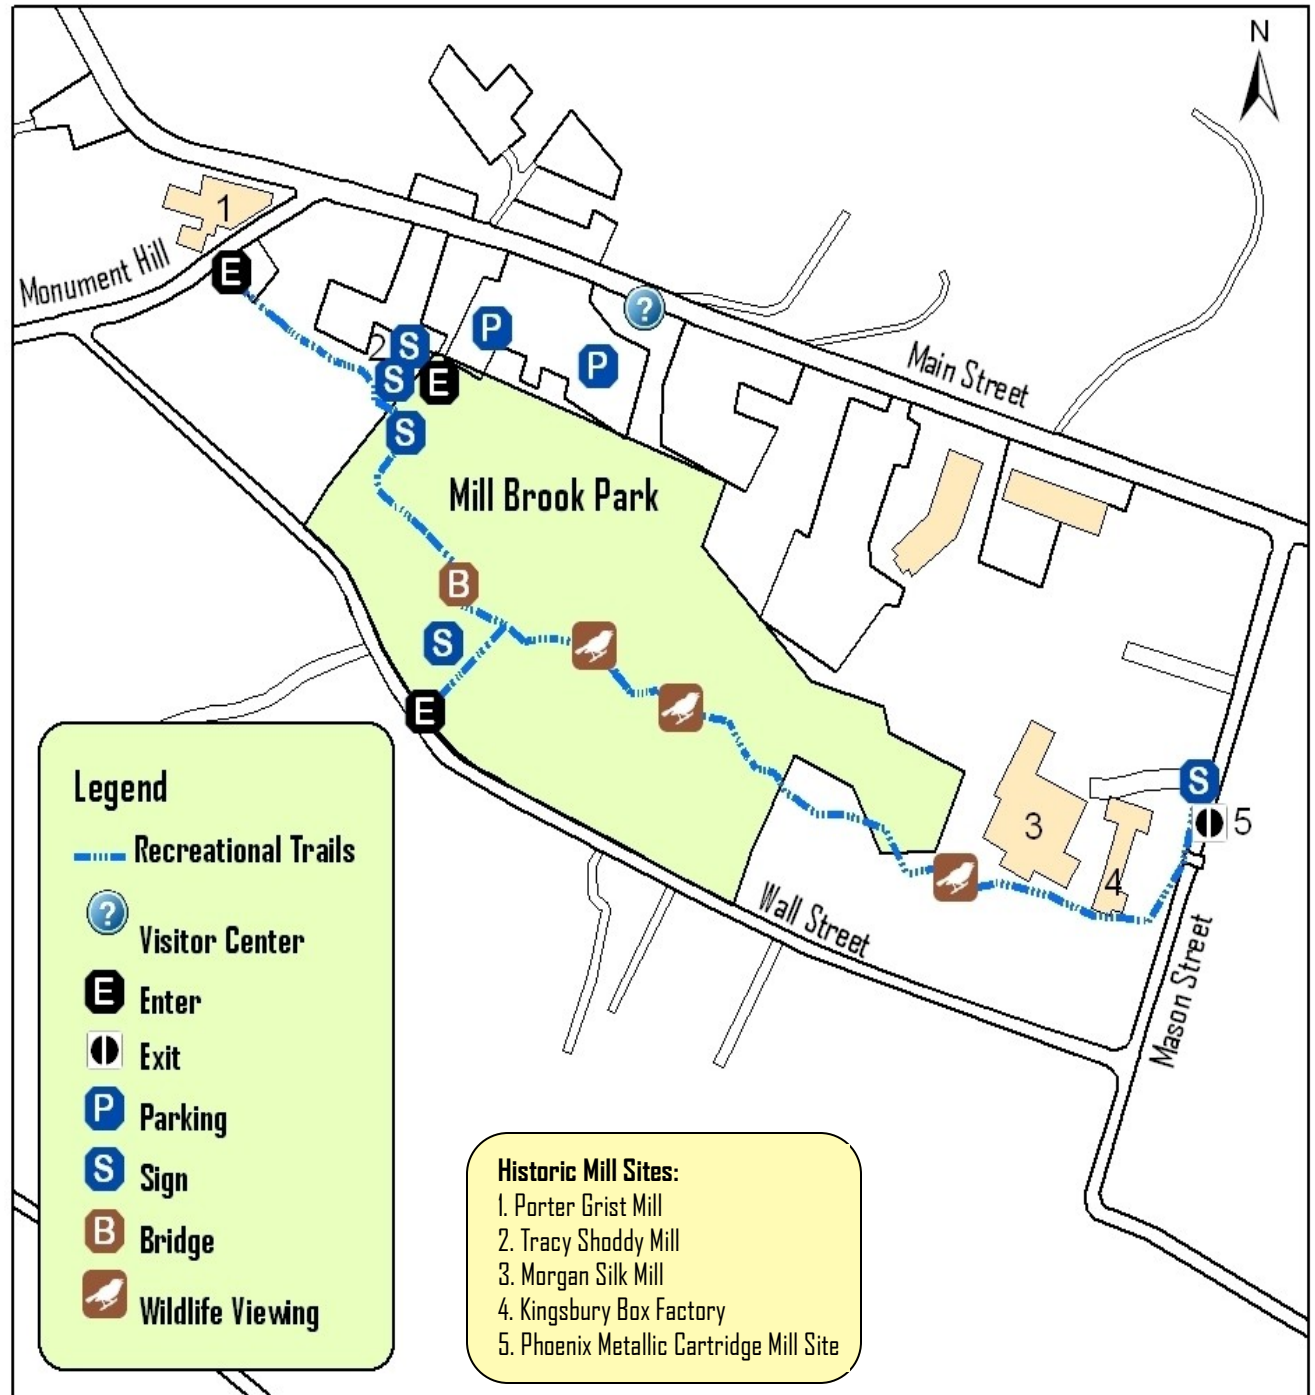 N
1
Monument Hill
E
?
2
S
P
S
E
P
S
Main Street
Mill Brook Park
B
S
E
S
3
5
4
Wall Street
Mason Street
Legend
Recreational Trails
?
Visitor Center
E Enter
Exit
P Parking
S Sign
B Bridge
Wildlife Viewing
Historic Mill Sites:
1. Porter Grist Mill
2. Tracy Shoddy Mill
3. Morgan Silk Mill
4. Kingsbury Box Factory
5. Phoenix Metallic Cartridge Mill Site